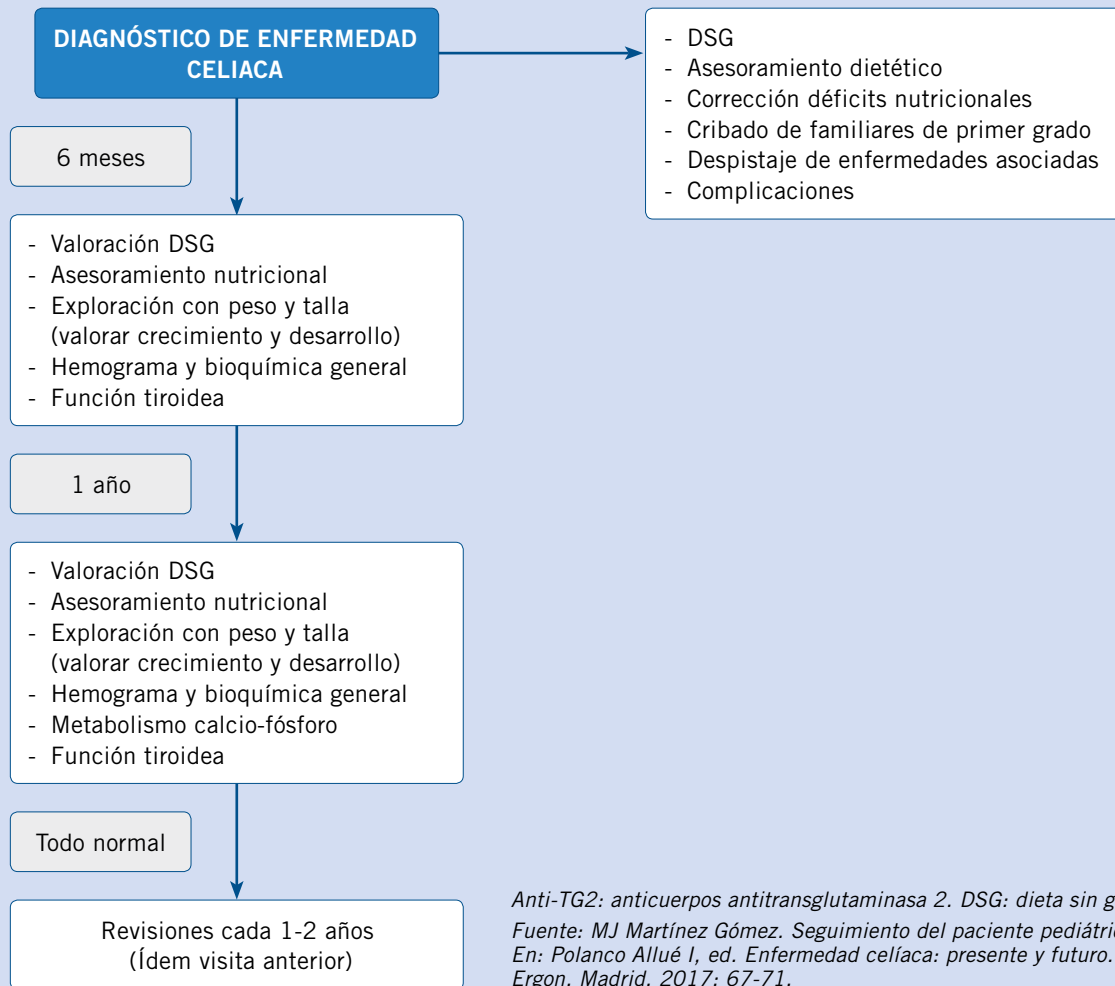 DIAGNÓSTICO DE ENFERMEDAD
CELIACA
- DSG
- Asesoramiento dietético
- Corrección déficits nutricionales
- Cribado de familiares de primer grado
- Despistaje de enfermedades asociadas
- Complicaciones
6 meses
- Valoración DSG
- Asesoramiento nutricional
- Exploración con peso y talla
(valorar crecimiento y desarrollo)
- Hemograma y bioquímica general
- Función tiroidea
1 año
- Valoración DSG
- Asesoramiento nutricional
- Exploración con peso y talla
(valorar crecimiento y desarrollo)
- Hemograma y bioquímica general
- Metabolismo calcio-fósforo
- Función tiroidea
Todo normal
Revisiones cada 1-2 años
(Ídem visita anterior)
Anti-TG2: anticuerpos antitransglutaminasa 2. DSG: dieta sin
Fuente: MJ Martínez Gómez. Seguimiento del paciente
En: Polanco Allué I, ed. Enfermedad celíaca: presente y futuro.
Ergon. Madrid. 2017: 67-71.